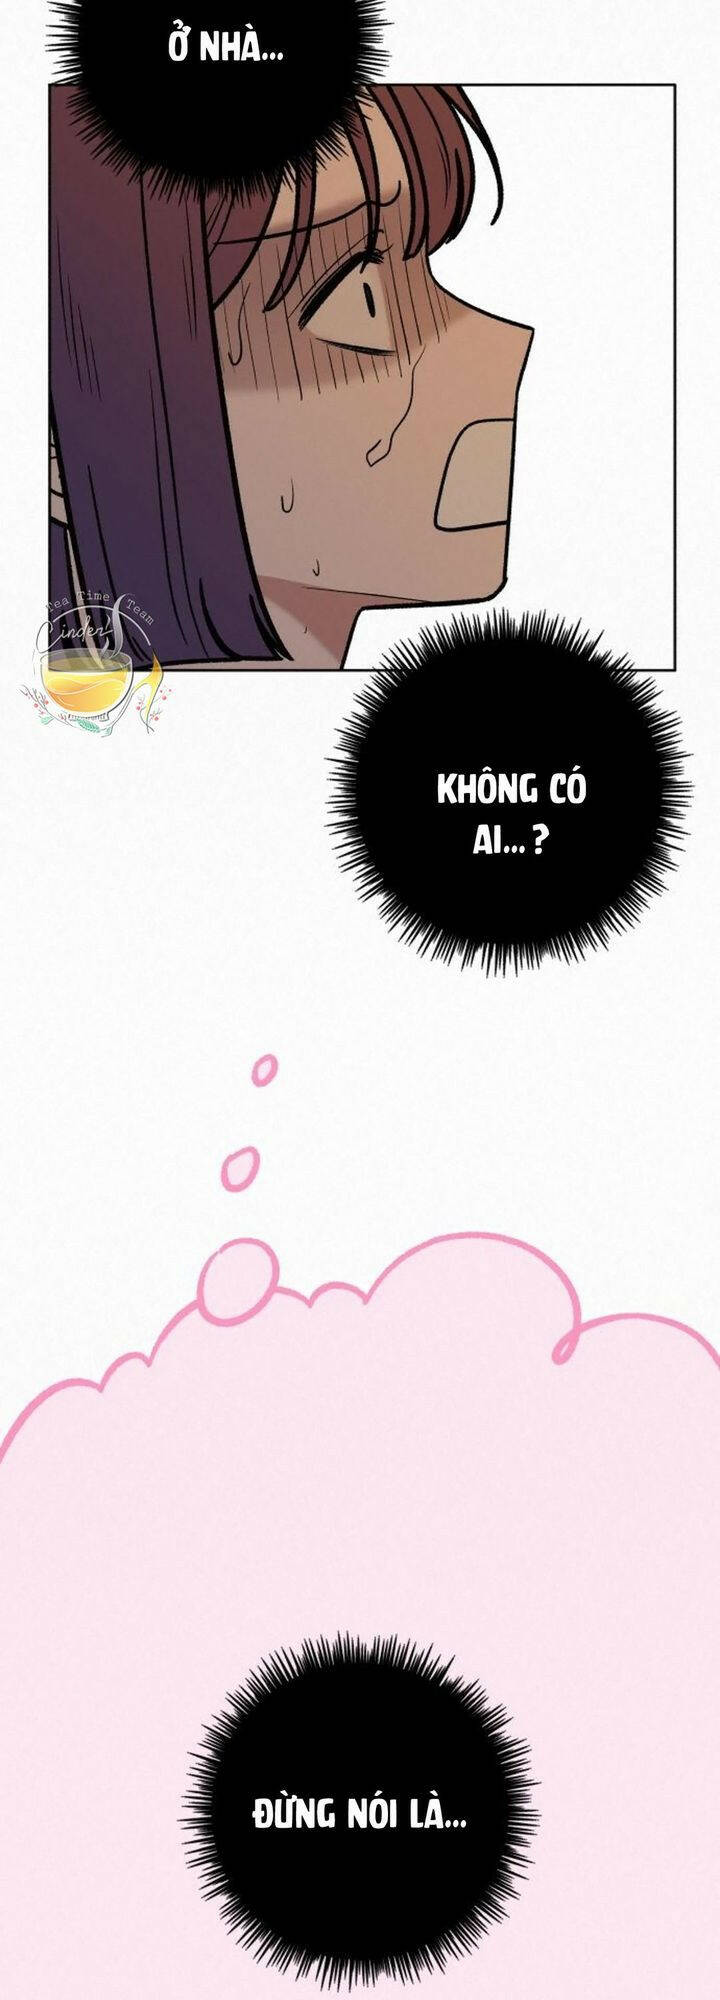 Ở NHÀ...
Tea Time Team
Cinder's
KHÔNG CÓ
AI...?
ĐỪNG NÓI LÀ...